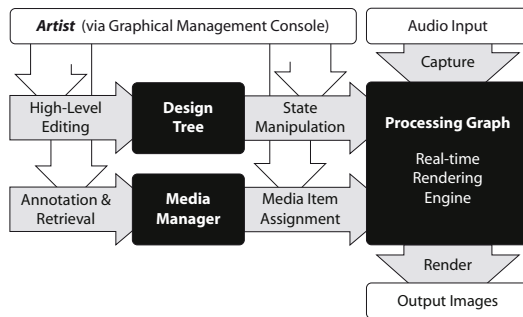 Artist (via Graphical Management Console)
Audio Input
Capture
High-Level
Editing
Design
Tree
State
Manipulation
Processing Graph
Real-time
Rendering
Engine
Annotation &
Retrieval
Media
Manager
Media Item
Assignment
Render
Output Images